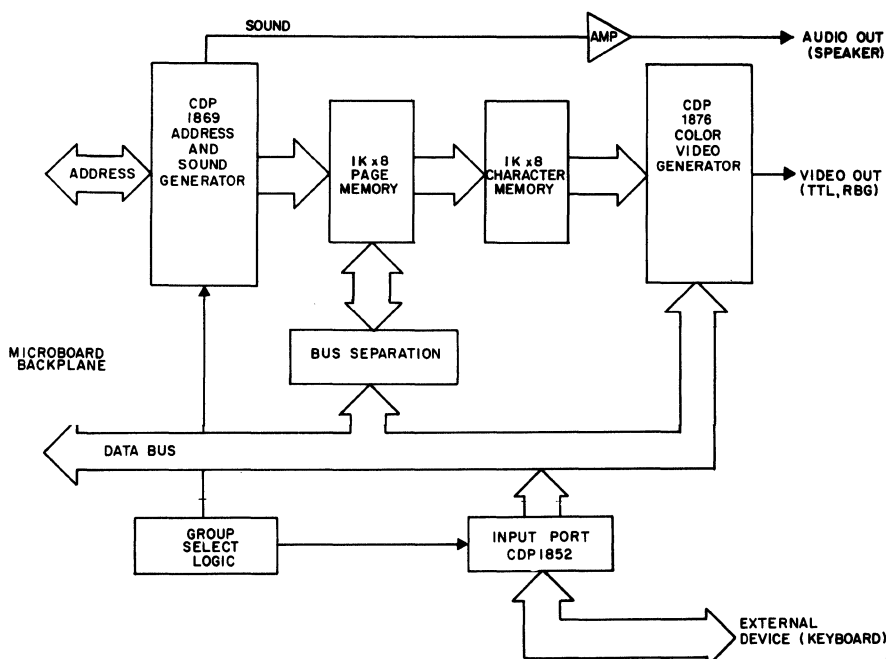 SOUND
AMP
AUDIO OUT
(SPEAKER)
CDP
1869
ADDRESS
AND
SOUND
GENERATOR
ADDRESS
1K x 8
PAGE
MEMORY
1K x 8
CHARACTER
MEMORY
CDP
1876
COLOR
VIDEO
GENERATOR
VIDEO OUT
(TTL, RBG)
BUS SEPARATION
MICROBOARD
BACKPLANE
DATA BUS
GROUP
SELECT
LOGIC
INPUT PORT
CDP1852
EXTERNAL
DEVICE (KEYBOARD)